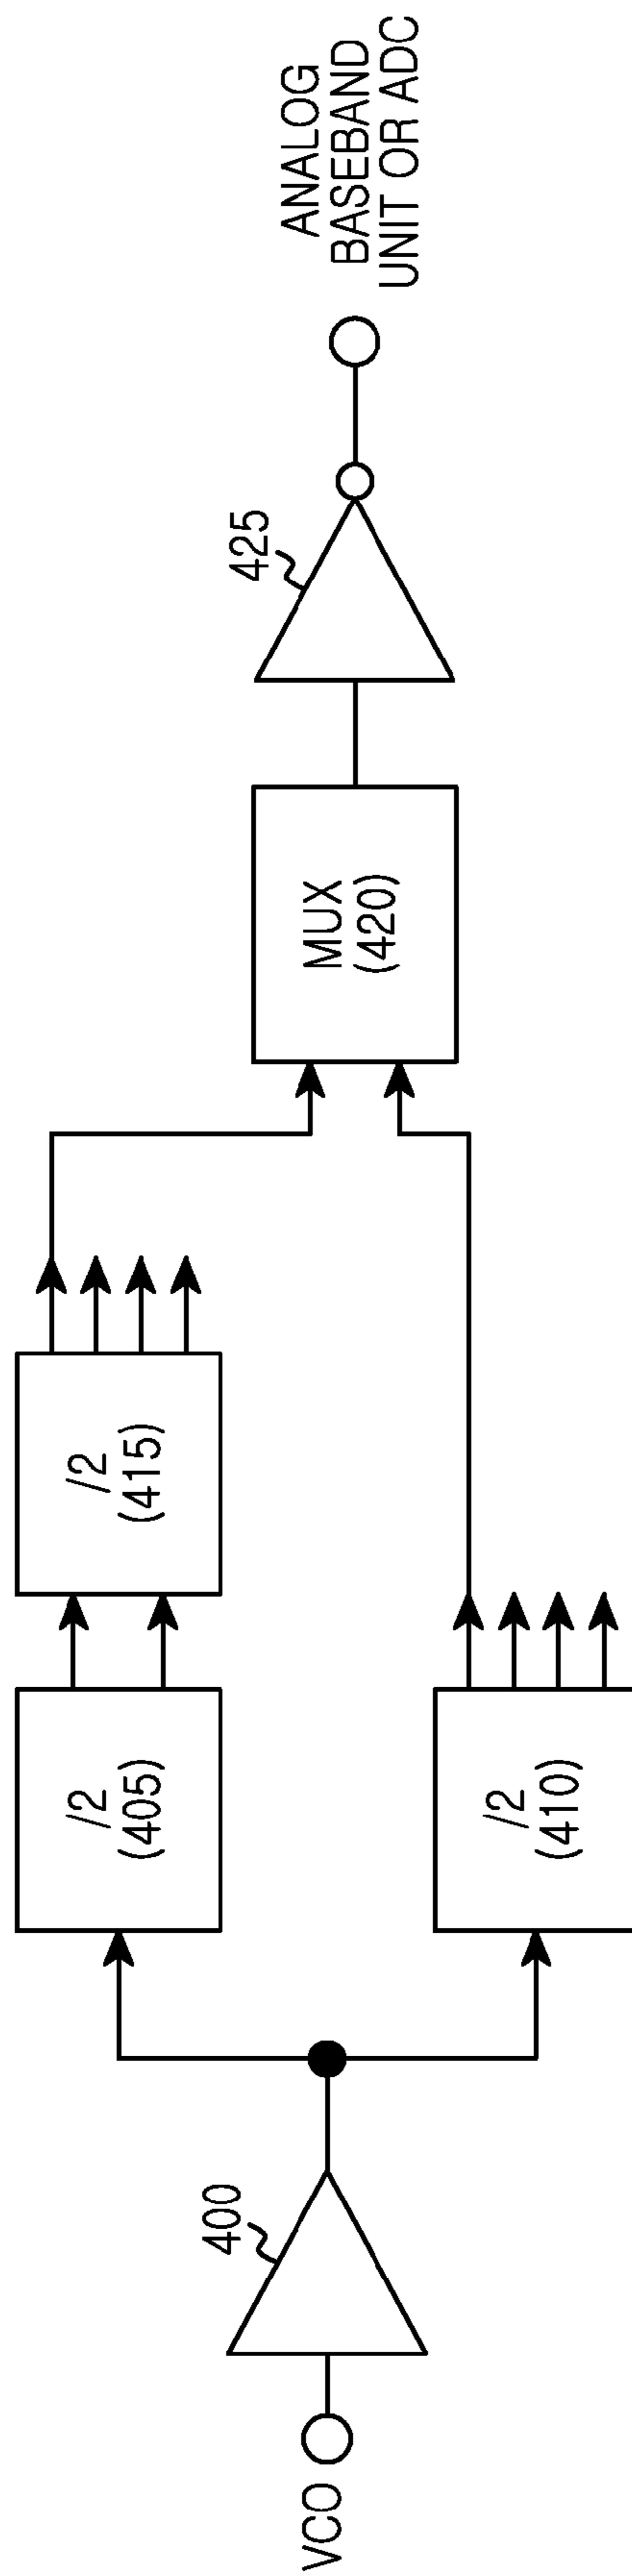 VCO
400
/2
(405)
/2
(415)
/2
(410)
MUX
(420)
425
ANALOG
BASEBAND
UNIT OR ADC